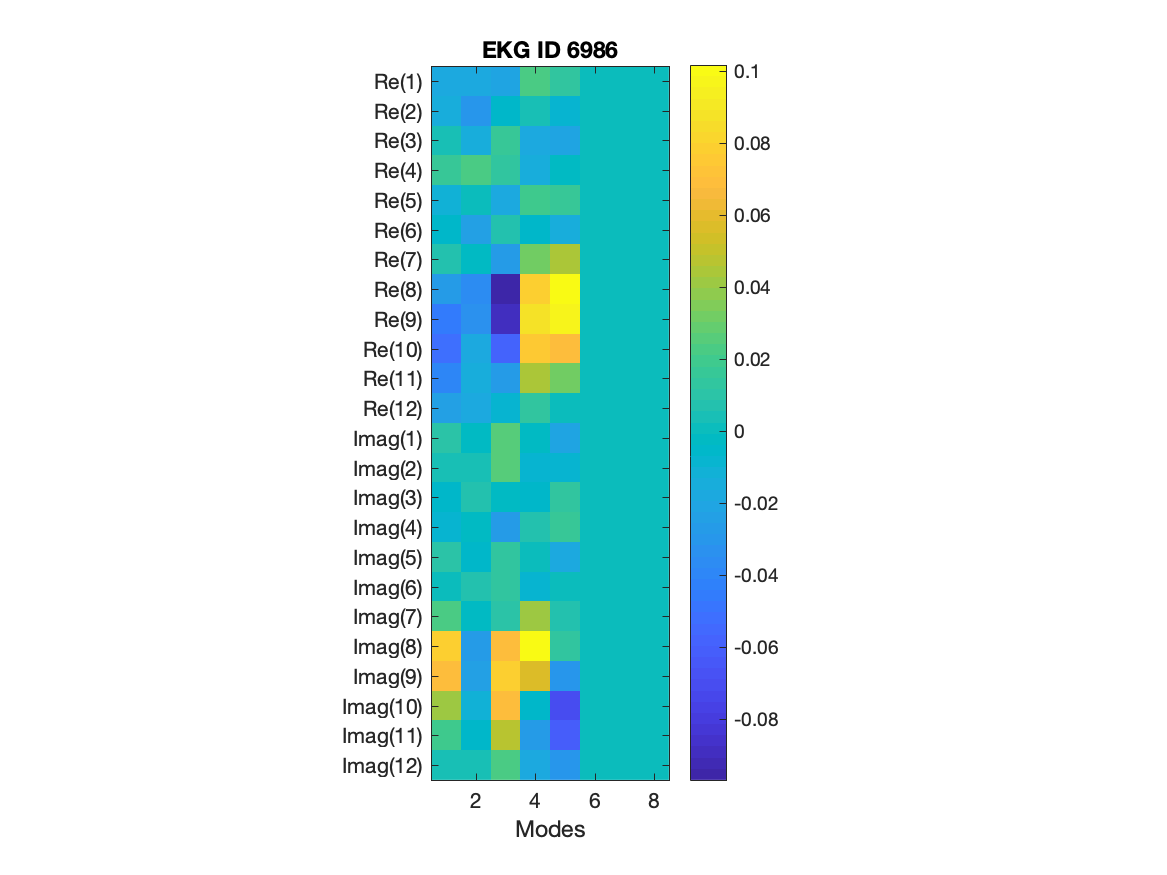 EKG ID 6986
Re(1)
Re(2)
Re(3)
Re(4)
Re(5)
Re(6)
Re(7)
Re(8)
Re(9)
Re(10)
Re(11)
Re(12)
Imag(1)
Imag(2)
Imag(3)
Imag(4)
Imag(5)
Imag(6)
Imag(7)
Imag(8)
Imag(9)
Imag(10)
Imag(11)
Imag(12)
2 4 6 8
Modes
0.1
0.08
0.06
0.04
0.02
0
-0.02
-0.04
-0.06
-0.08